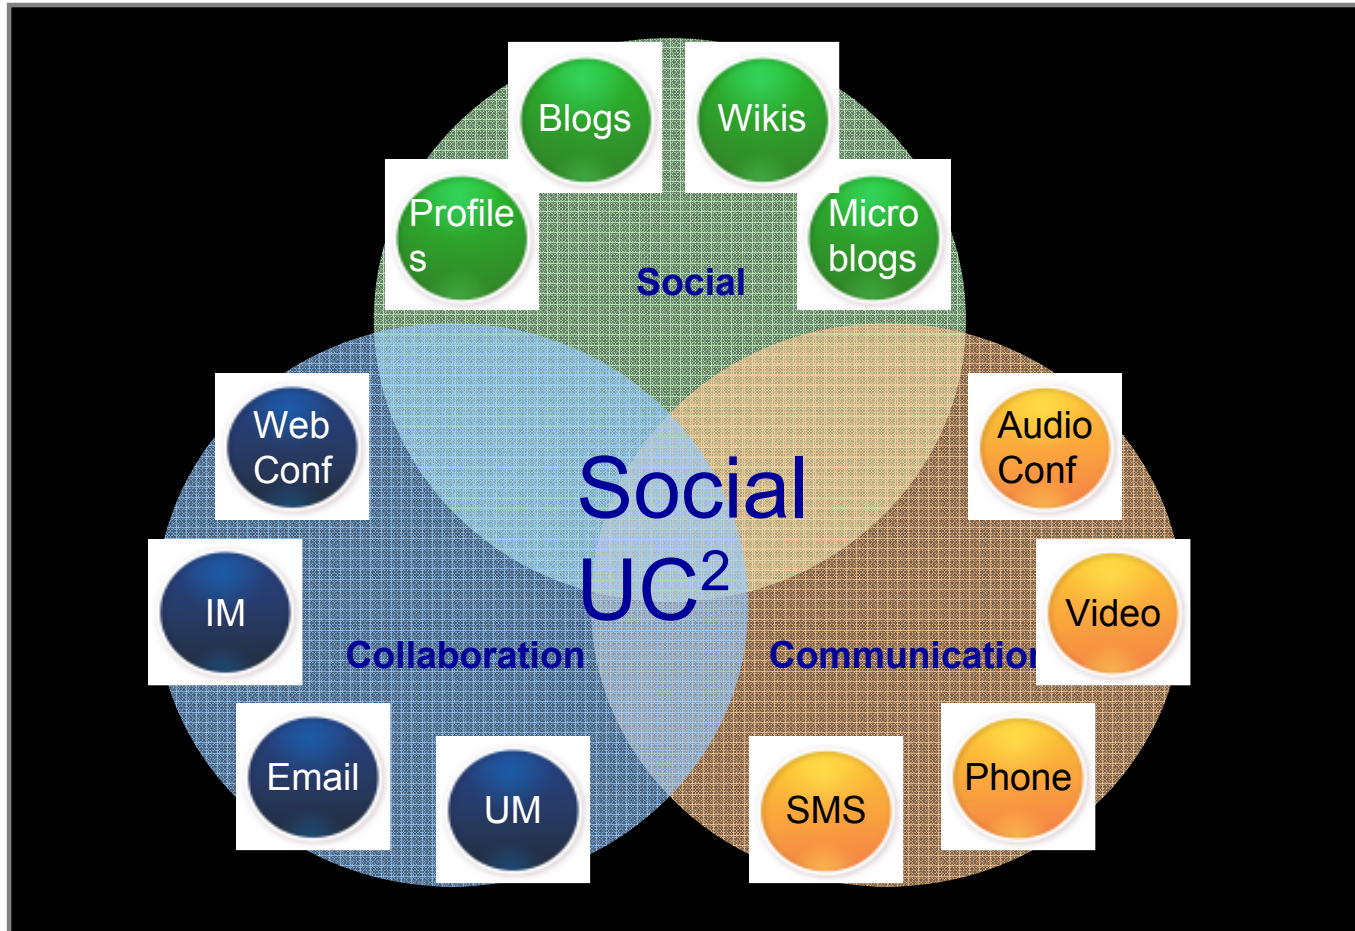 Blogs
Wikis
Profile
s
Micro
blogs
Social
Web
Conf
Audio
Conf
Social
UC²
IM
Video
Collaboration
Communication
Email
Phone
UM
SMS